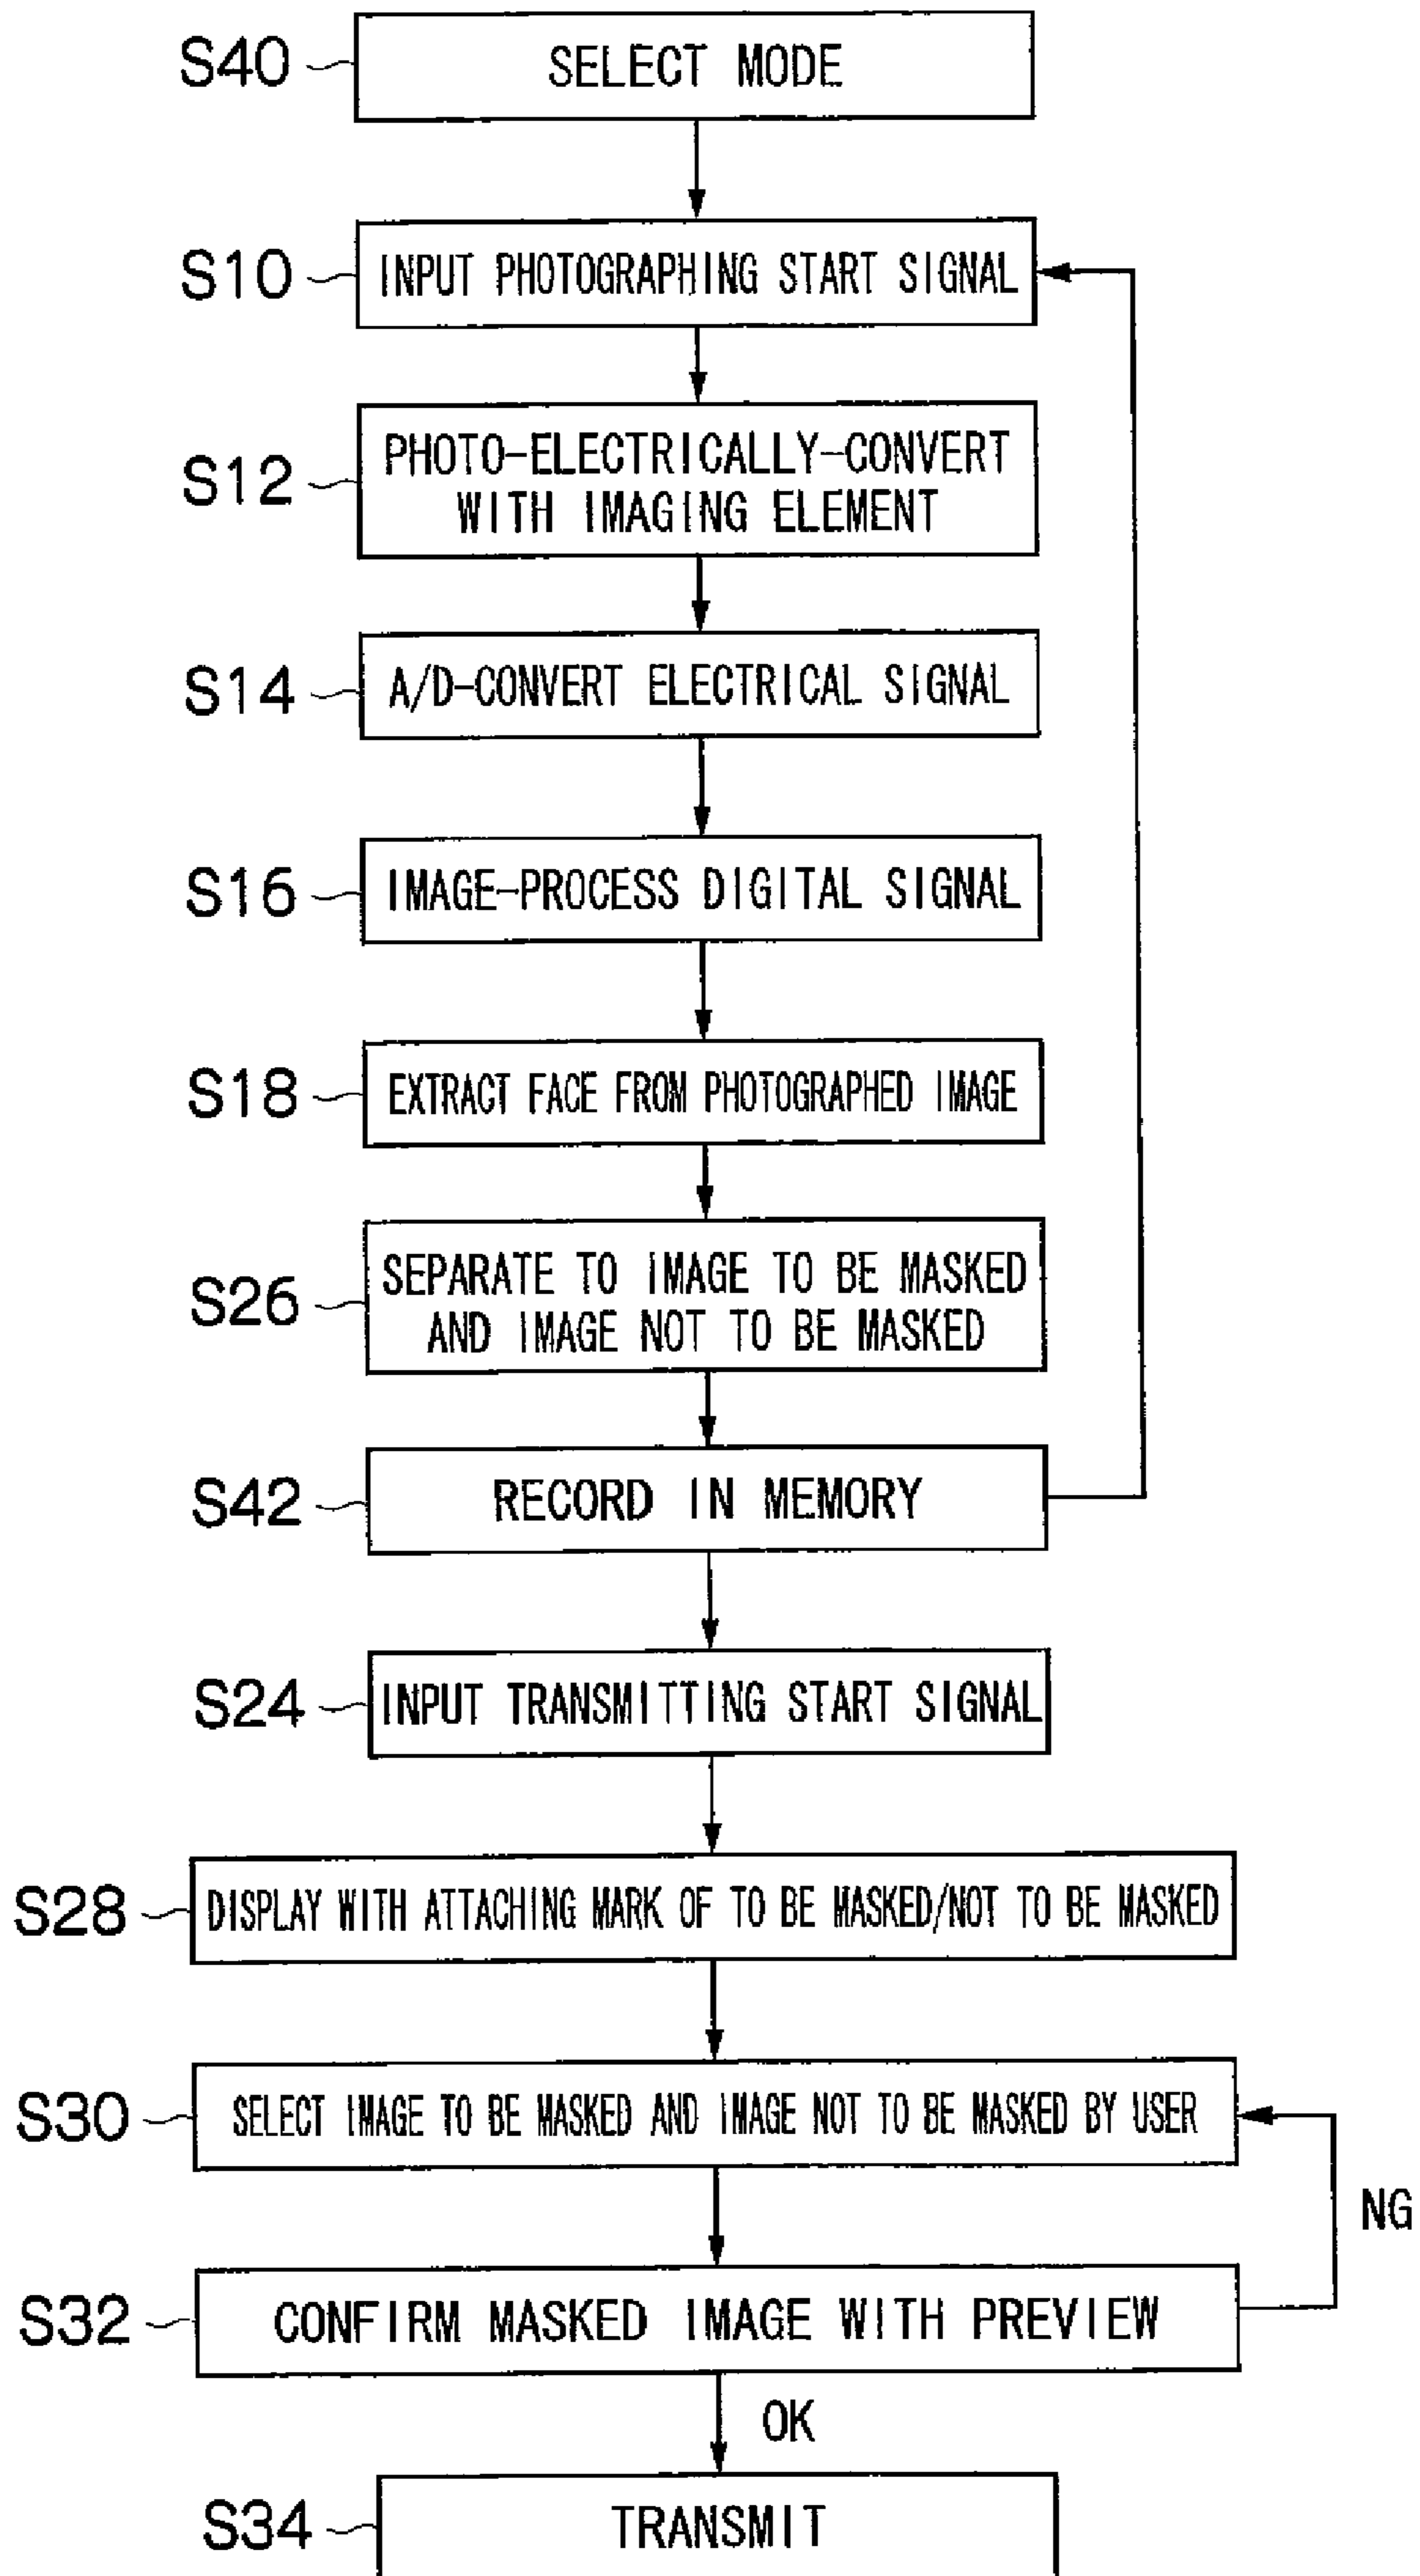 S40
SELECT MODE
S10
INPUT PHOTOGRAPHING START SIGNAL
S12
PHOTO-ELECTRICALLY-CONVERT
WITH IMAGING ELEMENT
S14
A/D-CONVERT ELECTRICAL SIGNAL
S16
IMAGE-PROCESS DIGITAL SIGNAL
S18
EXTRACT FACE FROM PHOTOGRAPHED IMAGE
S26
SEPARATE TO IMAGE TO BE MASKED
AND IMAGE NOT TO BE MASKED
S42
RECORD IN MEMORY
S24
INPUT TRANSMITTING START SIGNAL
S28
DISPLAY WITH ATTACHING MARK OF TO BE MASKED/NOT TO BE MASKED
S30
SELECT IMAGE TO BE MASKED AND IMAGE NOT TO BE MASKED BY USER
NG
S32
CONFIRM MASKED IMAGE WITH PREVIEW
OK
S34
TRANSMIT